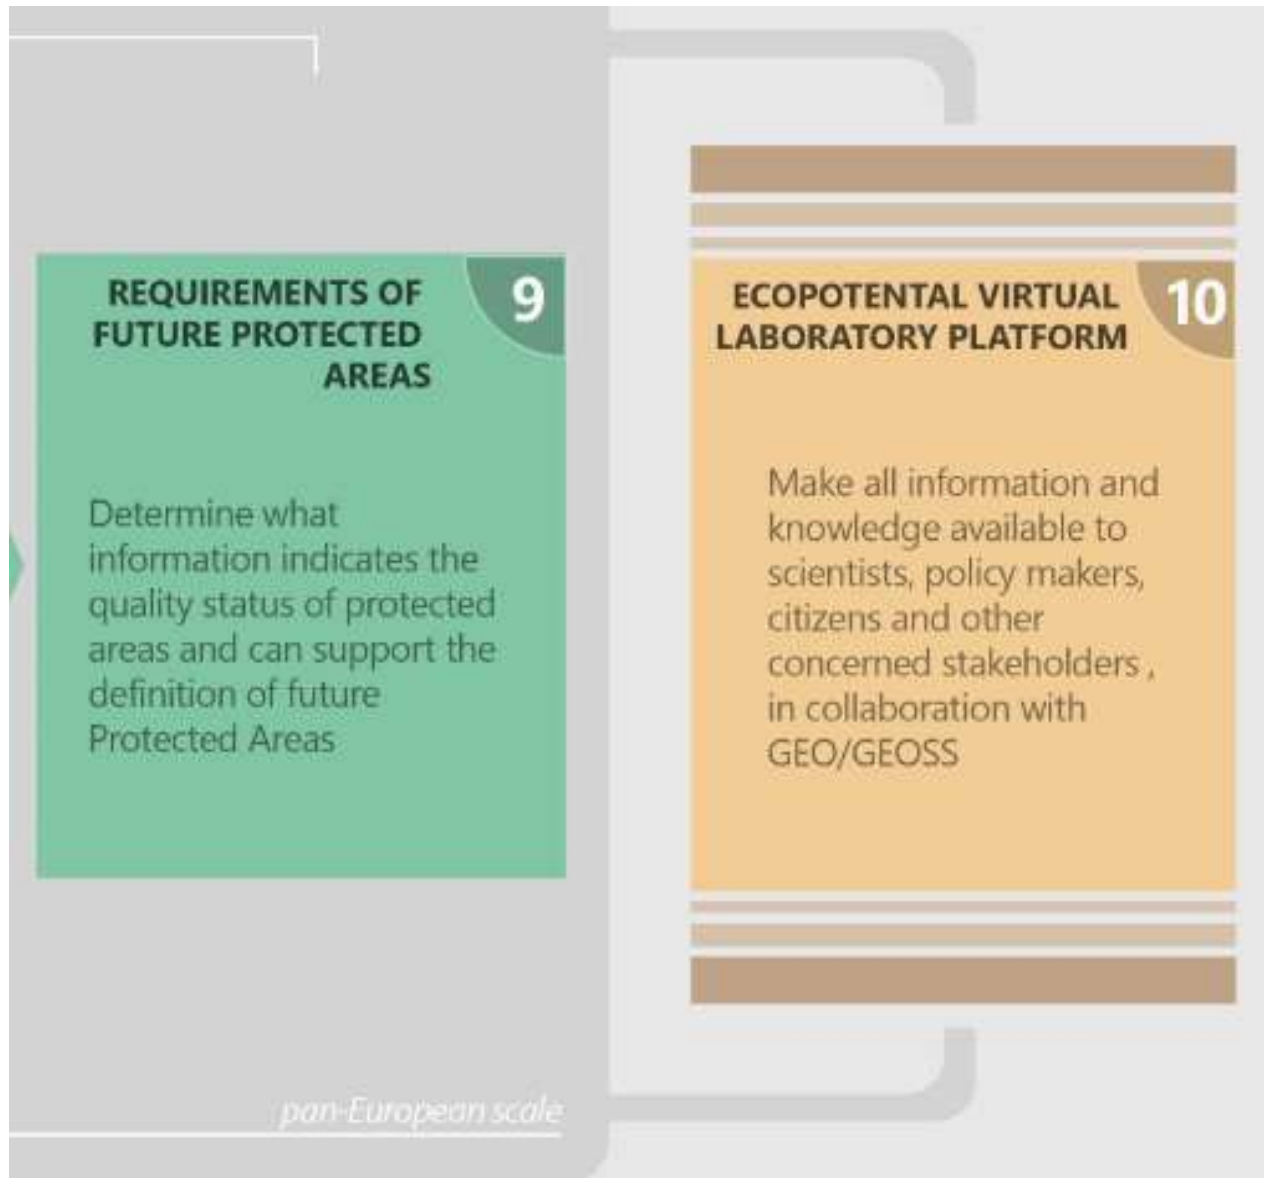 REQUIREMENTS OF
FUTURE PROTECTED
AREAS
9
Determine what
information indicates the
quality status of protected
areas and can support the
definition of future
Protected Areas
ECOPOTENTAL VIRTUAL
LABORATORY PLATFORM
10
Make all information and
knowledge available to
scientists, policy makers,
citizens and other
concerned stakeholders ,
in collaboration with
GEO/GEOSS
pan-European scale